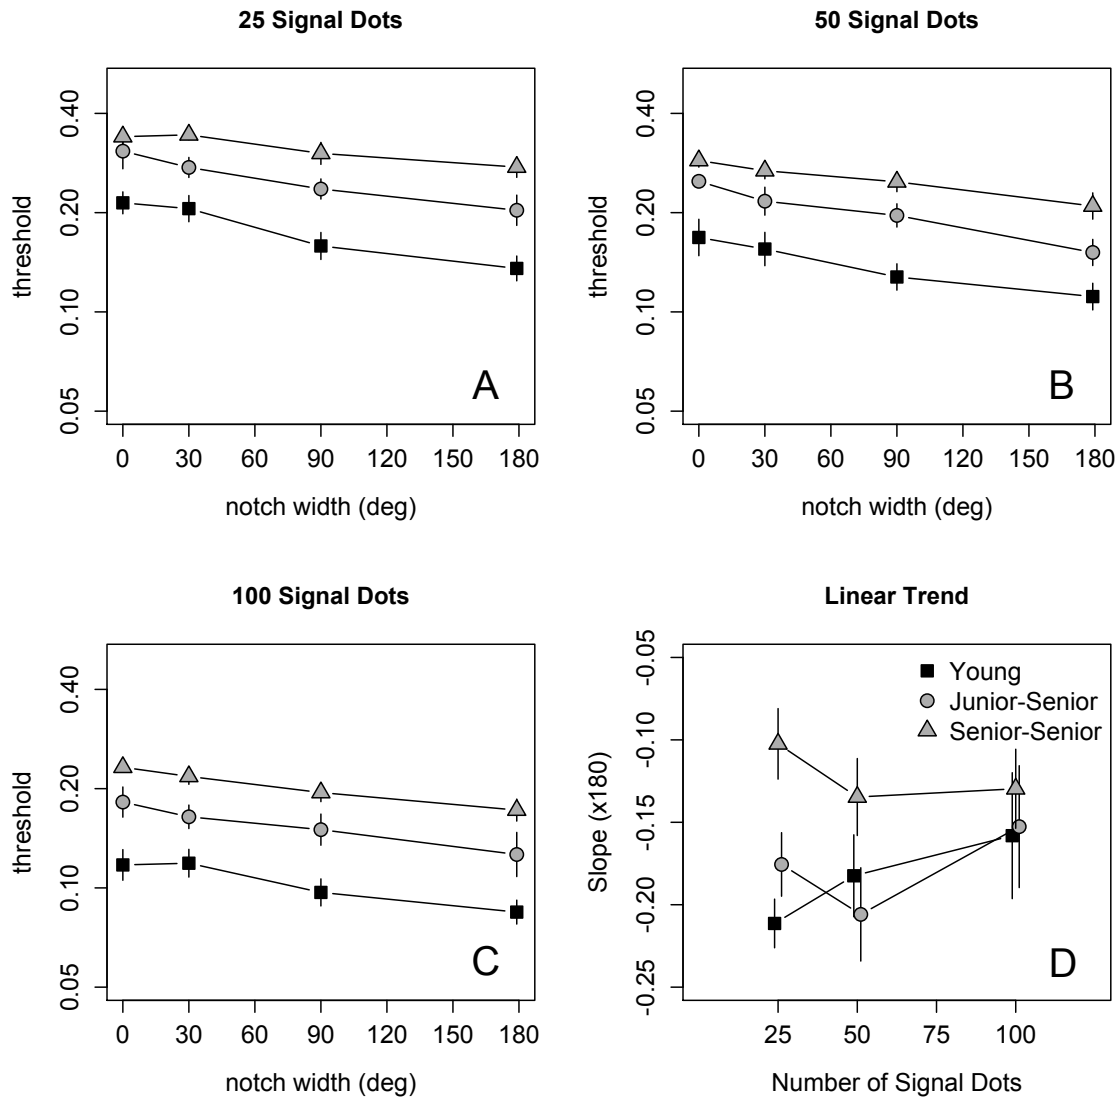 25 Signal Dots
threshold
0.40
0.20
0.10
0.05
A
0 30 60 90 120 150 180
notch width (deg)
50 Signal Dots
threshold
0.40
0.20
0.10
0.05
B
0 30 60 90 120 150 180
notch width (deg)
100 Signal Dots
threshold
0.40
0.20
0.10
0.05
C
0 30 60 90 120 150 180
notch width (deg)
Linear Trend
Slope (x180)
-0.05
-0.10
-0.15
-0.20
-0.25
Young
Junior-Senior
Senior-Senior
D
25 50 75 100
Number of Signal Dots